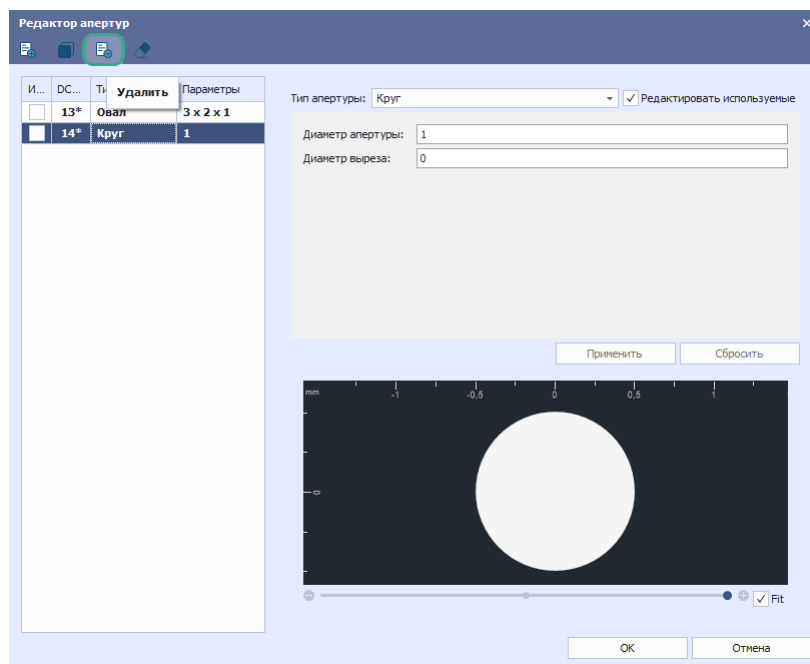 Редактор апертур
И... DC... Ти Параметры
Удалить
13* Овал 3 x 2 x 1
14* Круг 1
Тип апертуры: Круг Редактировать используемые
Диаметр апертуры: 1
Диаметр выреза: 0
Применить Сбросить
mm -1 -0,5 0 0,5 1
0
Fit
ОК Отмена